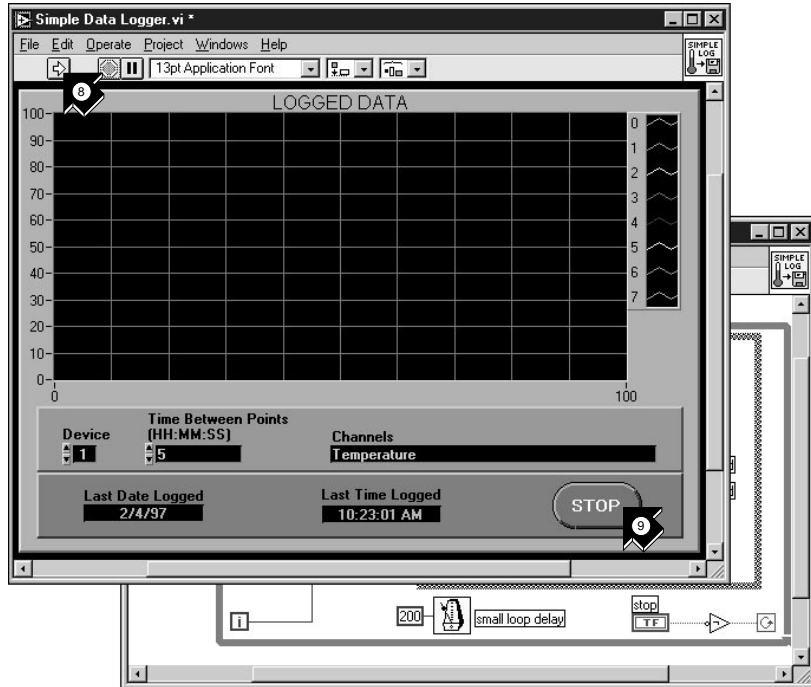 Simple Data Logger.vi *
File Edit Operate Project Windows Help
SIMPLE
LOG
13pt Application Font
8
LOGGED DATA
100
90
80
70
60
50
40
30
20
10
0
0
100
0
1
2
3
4
5
6
7
SIMPLE
LOG
Device
1
Time Between Points
(HH:MM:SS)
5
Channels
Temperature
Last Date Logged
2/4/97
Last Time Logged
10:23:01 AM
STOP
9
i
200
small loop delay
stop
TF